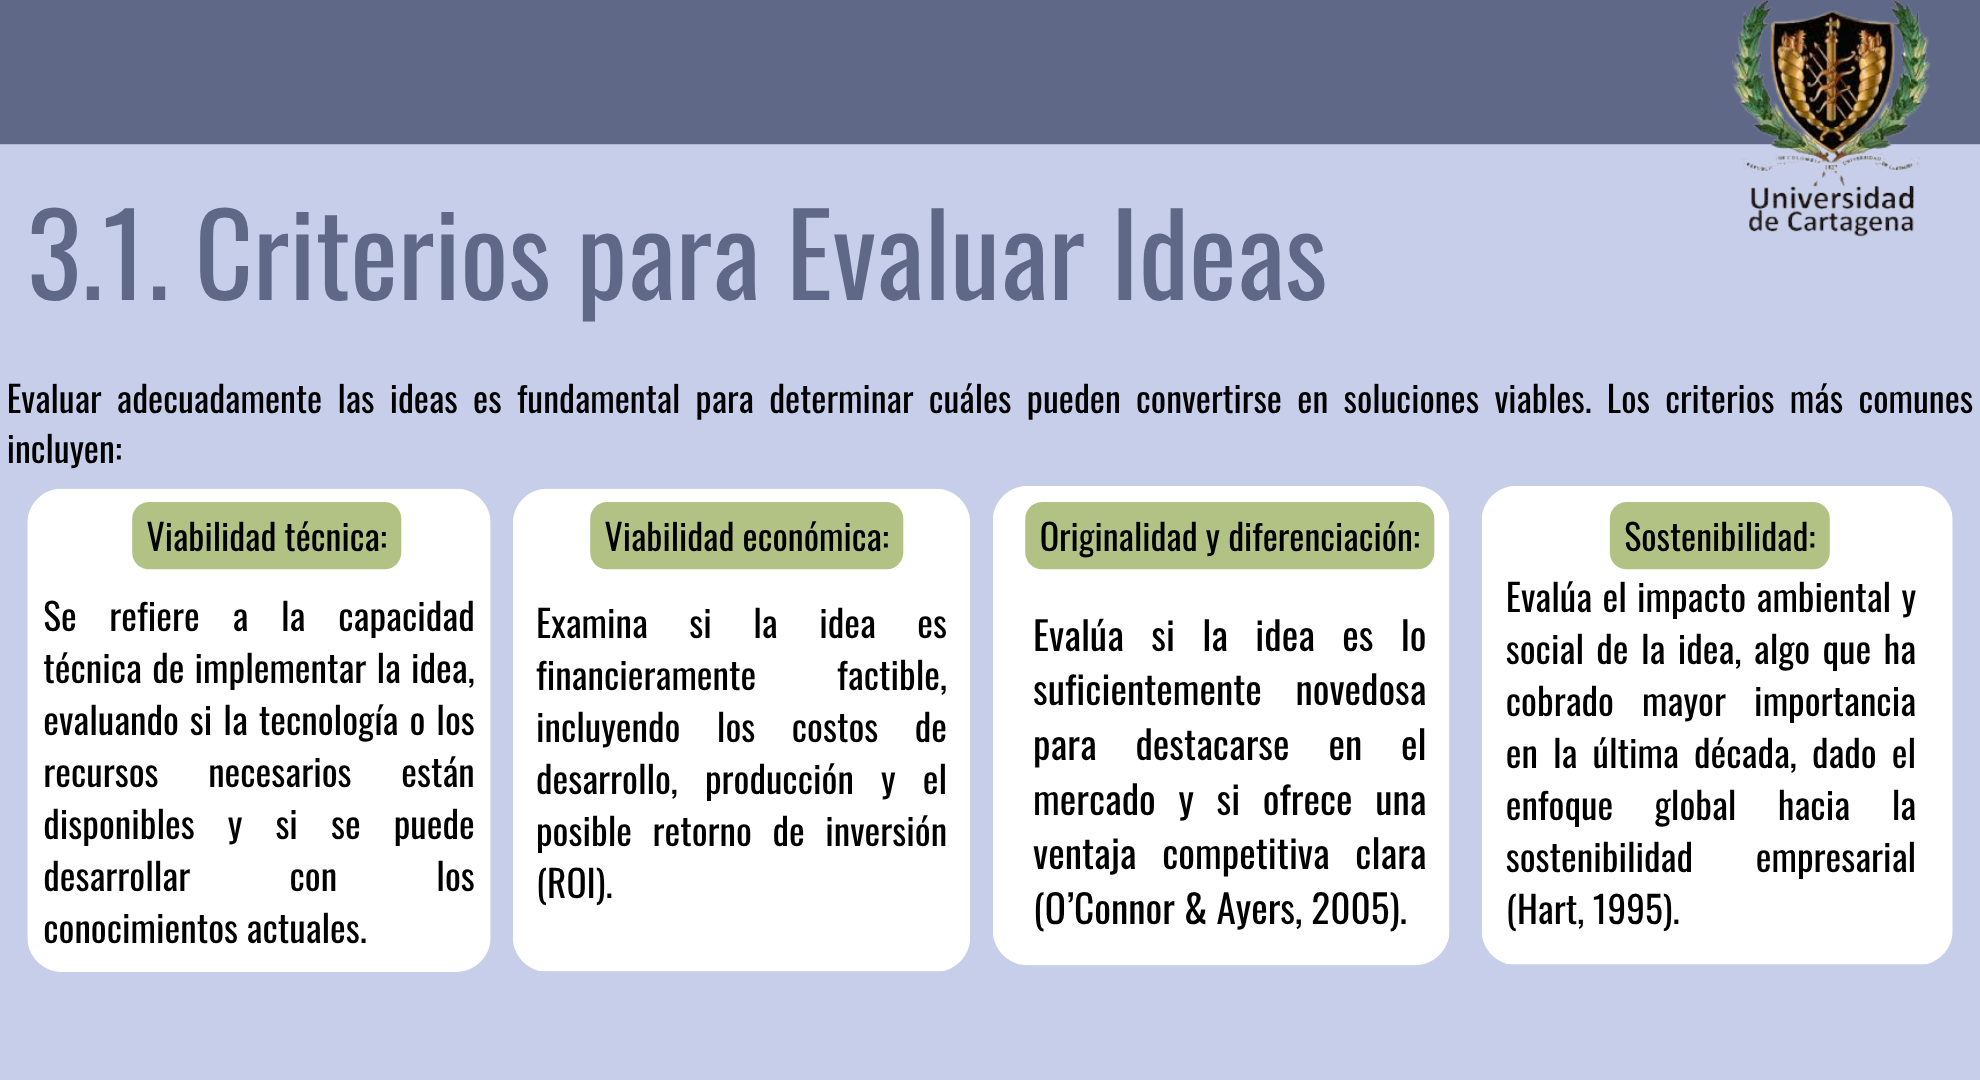 Universidad
de Cartagena
3.1. Criterios para Evaluar Ideas
Evaluar adecuadamente las ideas es fundamental para determinar cuáles pueden convertirse en soluciones viables. Los criterios más comunes
incluyen:
Viabilidad técnica:
Se refiere a la capacidad
técnica de implementar la idea,
evaluando si la tecnología o los
recursos necesarios están
disponibles y si se puede
desarrollar con los
conocimientos actuales.
Viabilidad económica:
Examina si la idea es
financieramente factible,
incluyendo los costos de
desarrollo, producción y el
posible retorno de inversión
(ROI).
Originalidad y diferenciación:
Evalúa si la idea es lo
suficientemente novedosa
para destacarse en el
mercado y si ofrece una
ventaja competitiva clara
(O’Connor & Ayers, 2005).
Sostenibilidad:
Evalúa el impacto ambiental y
social de la idea, algo que ha
cobrado mayor importancia
en la última década, dado el
enfoque global hacia la
sostenibilidad empresarial
(Hart, 1995).